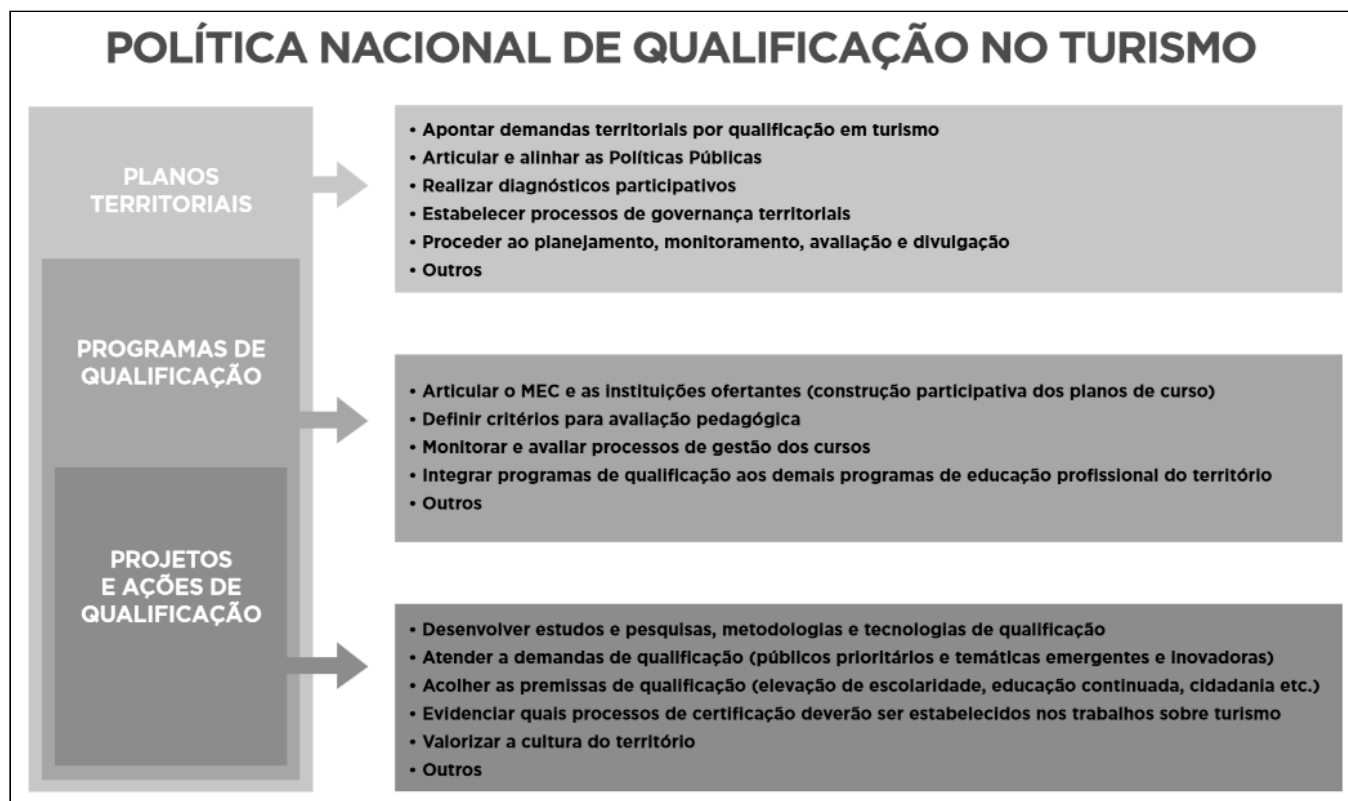 POLÍTICA NACIONAL DE QUALIFICAÇÃO NO TURISMO
PLANOS
TERRITORIAIS
• Apontar demandas territoriais por qualificação em turismo
• Articular e alinhar as Políticas Públicas
• Realizar diagnósticos participativos
• Estabelecer processos de governança territoriais
• Proceder ao planejamento, monitoramento, avaliação e divulgação
• Outros
PROGRAMAS DE
QUALIFICAÇÃO
• Articular o MEC e as instituições ofertantes (construção participativa dos planos de curso)
• Definir critérios para avaliação pedagógica
• Monitorar e avaliar processos de gestão dos cursos
• Integrar programas de qualificação aos demais programas de educação profissional do território
• Outros
PROJETOS
E AÇÕES DE
QUALIFICAÇÃO
• Desenvolver estudos e pesquisas, metodologias e tecnologias de qualificação
• Atender a demandas de qualificação (públicos prioritários e temáticas emergentes e inovadoras)
• Acolher as premissas de qualificação (elevação de escolaridade, educação continuada, cidadania etc.)
• Evidenciar quais processos de certificação deverão ser estabelecidos nos trabalhos sobre turismo
• Valorizar a cultura do território
• Outros